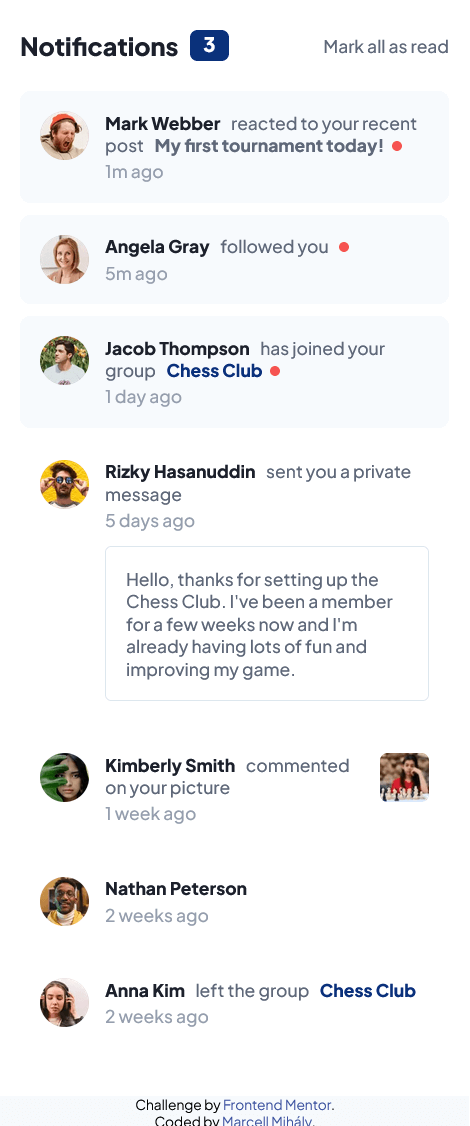 Notifications 3 Mark all as read
Mark Webber reacted to your recent
post My first tournament today!
1m ago
Angela Gray followed you
5m ago
Jacob Thompson has joined your
group Chess Club
1 day ago
Rizky Hasanuddin sent you a private
message
5 days ago
Hello, thanks for setting up the
Chess Club. I've been a member
for a few weeks now and I'm
already having lots of fun and
improving my game.
Kimberly Smith commented
on your picture
1 week ago
Nathan Peterson
2 weeks ago
Anna Kim left the group Chess Club
2 weeks ago
Challenge by Frontend Mentor.
Coded by Marcell Mihály.